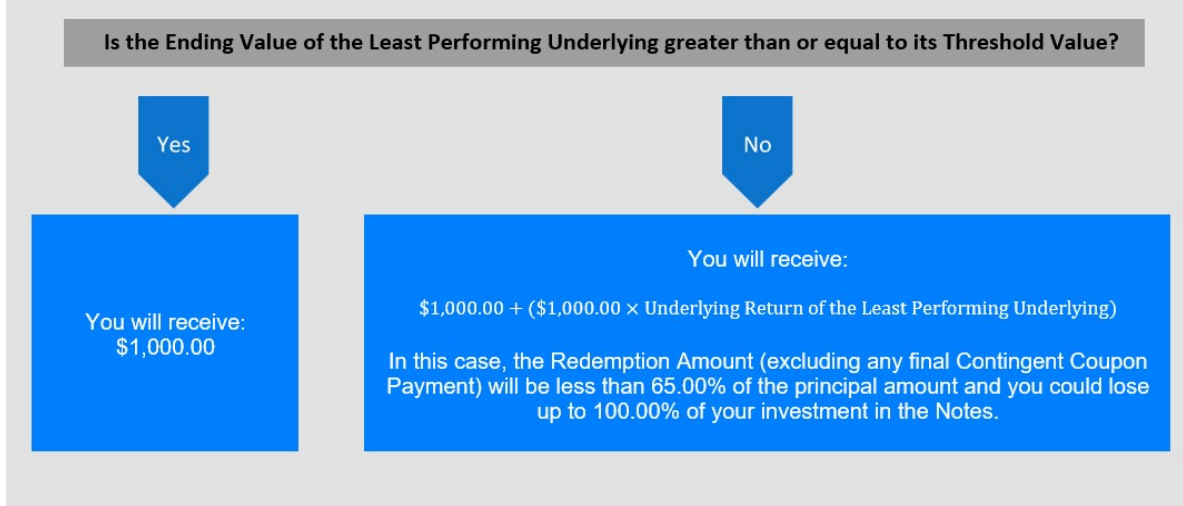 Is the Ending Value of the Least Performing Underlying greater than or equal to its Threshold Value?
Yes
No
You will receive:
$1,000.00
You will receive:
$1,000.00 + ($1,000.00 × Underlying Return of the Least Performing Underlying)
In this case, the Redemption Amount (excluding any final Contingent Coupon
Payment) will be less than 65.00% of the principal amount and you could lose
up to 100.00% of your investment in the Notes.